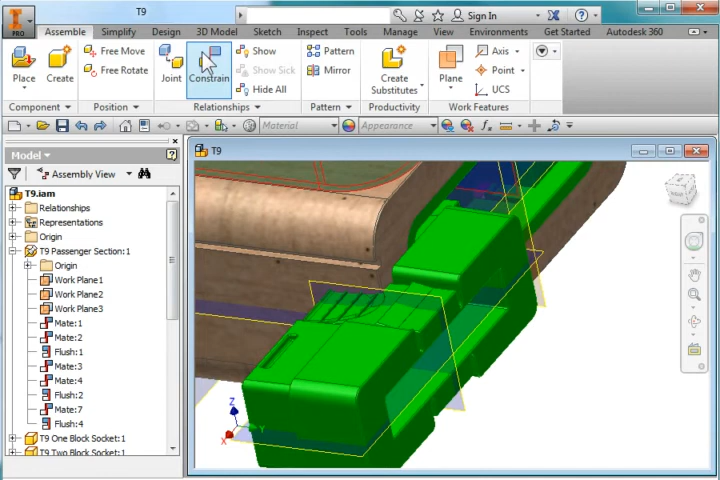 T9
Sign In
PRO
Assemble Simplify Design 3D Model Sketch Inspect Tools Manage View Environments Get Started Autodesk 360
Place
Create
Free Move
Free Rotate
Joint
Constrain
Show
Show Sick
Hide All
Pattern
Mirror
Create
Substitutes
Plane
Axis
Point
UCS
Component Position Relationships Pattern Productivity Work Features
Material
Appearance
Model
Assembly View
T9.iam
Relationships
Representations
Origin
T9 Passenger Section:1
Origin
Work Plane1
Work Plane2
Work Plane3
Mate:1
Mate:2
Flush:1
Mate:3
Mate:4
Flush:2
Mate:7
Flush:4
T9 One Block Socket:1
T9 Two Block Socket:1
T9
Z
Y
X